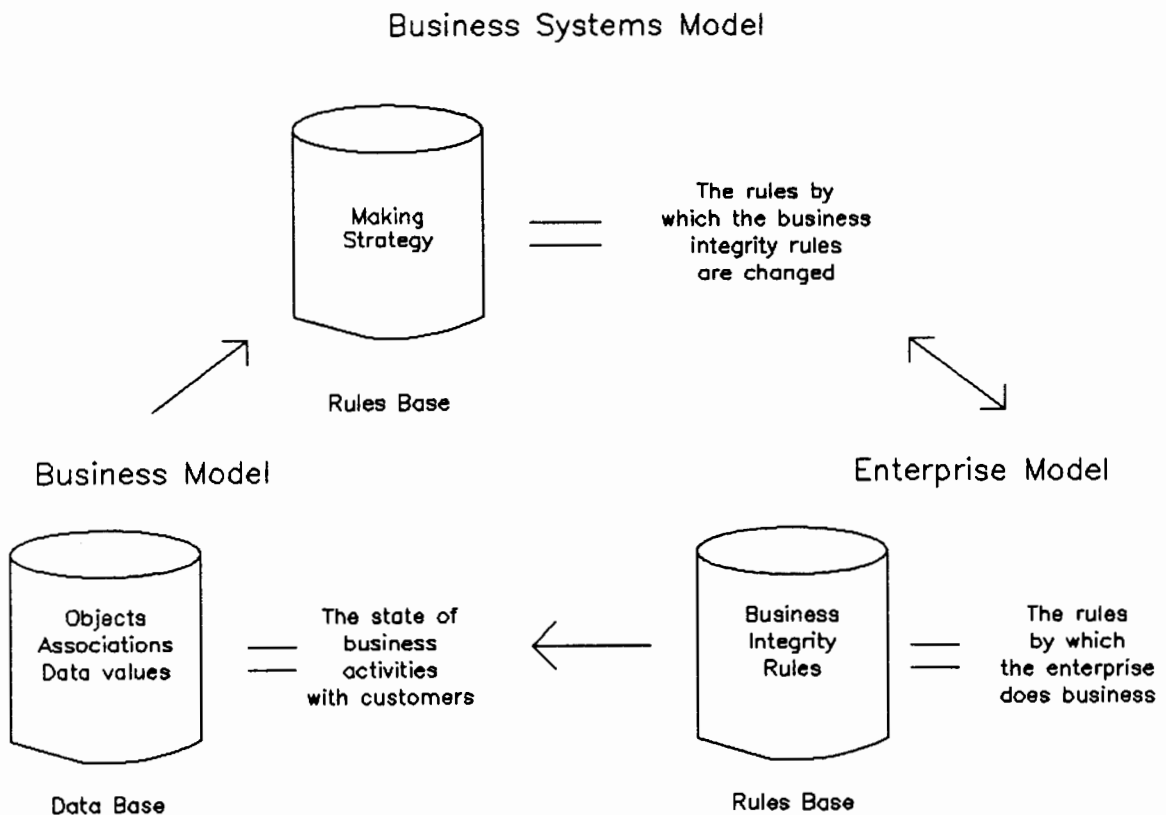 Business Systems Model
Making
Strategy
The rules by
which the business
integrity rules
are changed
Rules Base
Business Model
Enterprise Model
Objects
Associations
Data values
The state of
business
activities
with customers
Business
Integrity
Rules
The rules
by which
the enterprise
does business
Data Base
Rules Base